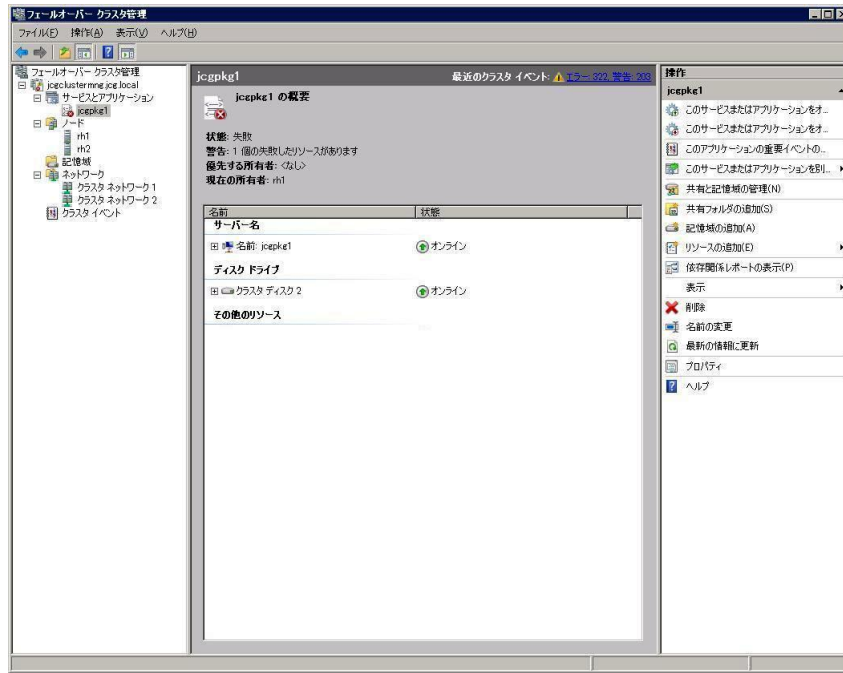 フェールオーバー クラスタ管理
ファイル(F) 操作(A) 表示(V) ヘルプ(H)
フェールオーバー クラスタ管理
jcgclustermng.jcg.local
サービスとアプリケーション
jcgpkg1
ノード
rh1
rh2
記憶域
ネットワーク
クラスタ ネットワーク 1
クラスタ ネットワーク 2
クラスタ イベント
jcgpkg1
最近のクラスタ イベント: エラー: 322, 警告: 203
jcgpkg1 の概要
状態: 失敗
警告: 1 個の失敗したリソースがあります
優先する所有者: <なし>
現在の所有者: rh1
名前 状態
サーバー名
名前: jcgpkg1 オンライン
ディスク ドライブ
クラスタ ディスク 2 オンライン
その他のリソース
操作
jcgpkg1
このサービスまたはアプリケーションをオ...
このサービスまたはアプリケーションをオ...
このアプリケーションの重要イベントの...
このサービスまたはアプリケーションを別...
共有と記憶域の管理(N)
共有フォルダの追加(S)
記憶域の追加(A)
リソースの追加(E)
依存関係レポートの表示(P)
表示
削除
名前の変更
最新の情報に更新
プロパティ
ヘルプ